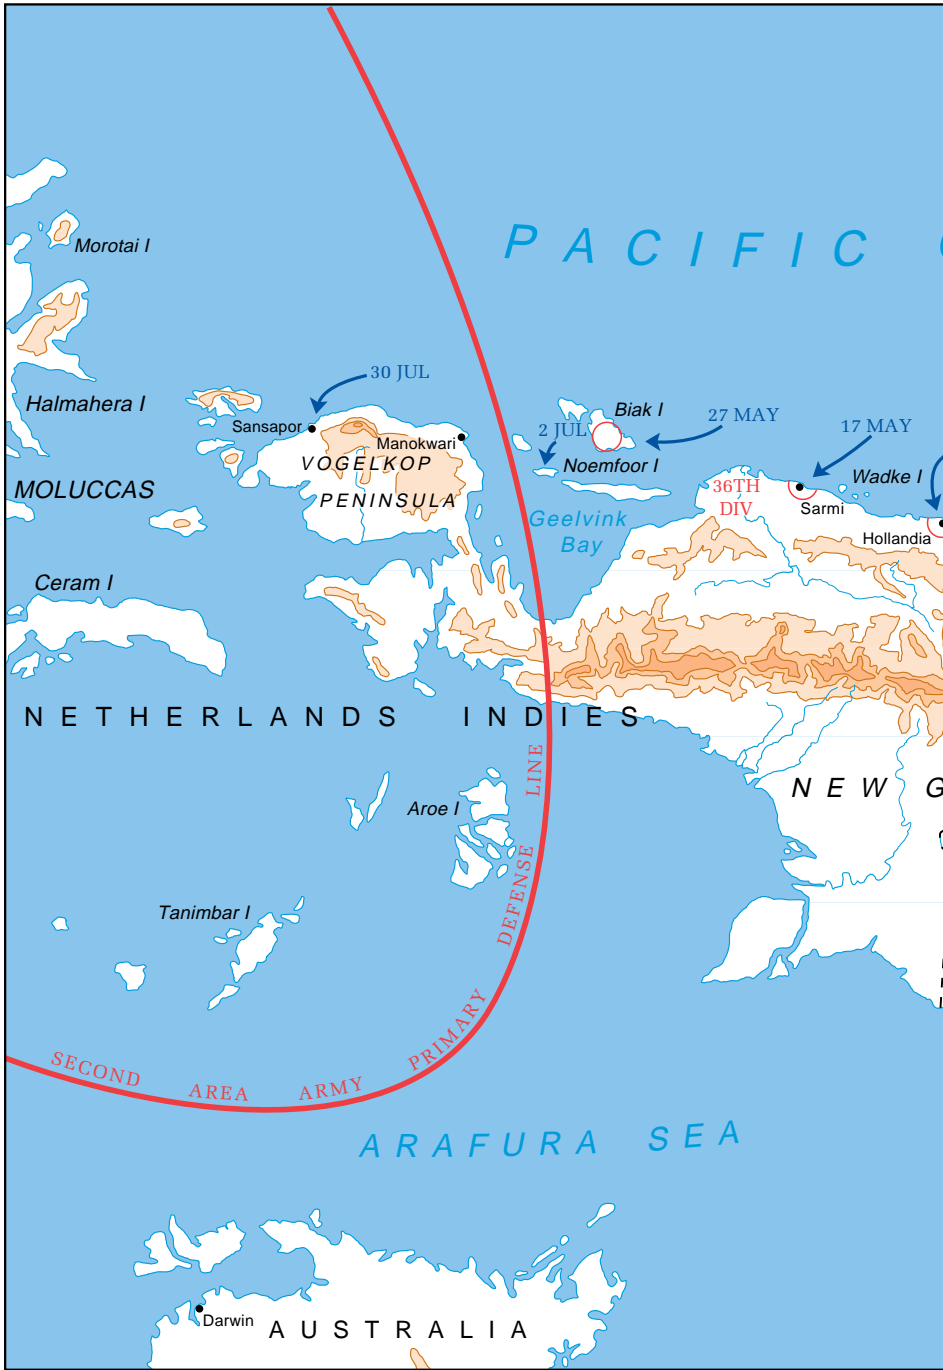 Morotai I
PACIFIC
30 JUL
Halmahera I
Sansapor
Manokwari
VOGELKOP
PENINSULA
MOLUCCAS
Biak I
27 MAY
2 JUL
Noemfoor I
17 MAY
Wadke I
36TH
DIV
Sarmi
Hollandia
Geelvink
Bay
Ceram I
NETHERLANDS INDIES
NEW G
Aroe I
Tanimbar I
SECOND AREA ARMY PRIMARY DEFENSE LINE
ARAFURA SEA
Darwin
AUSTRALIA